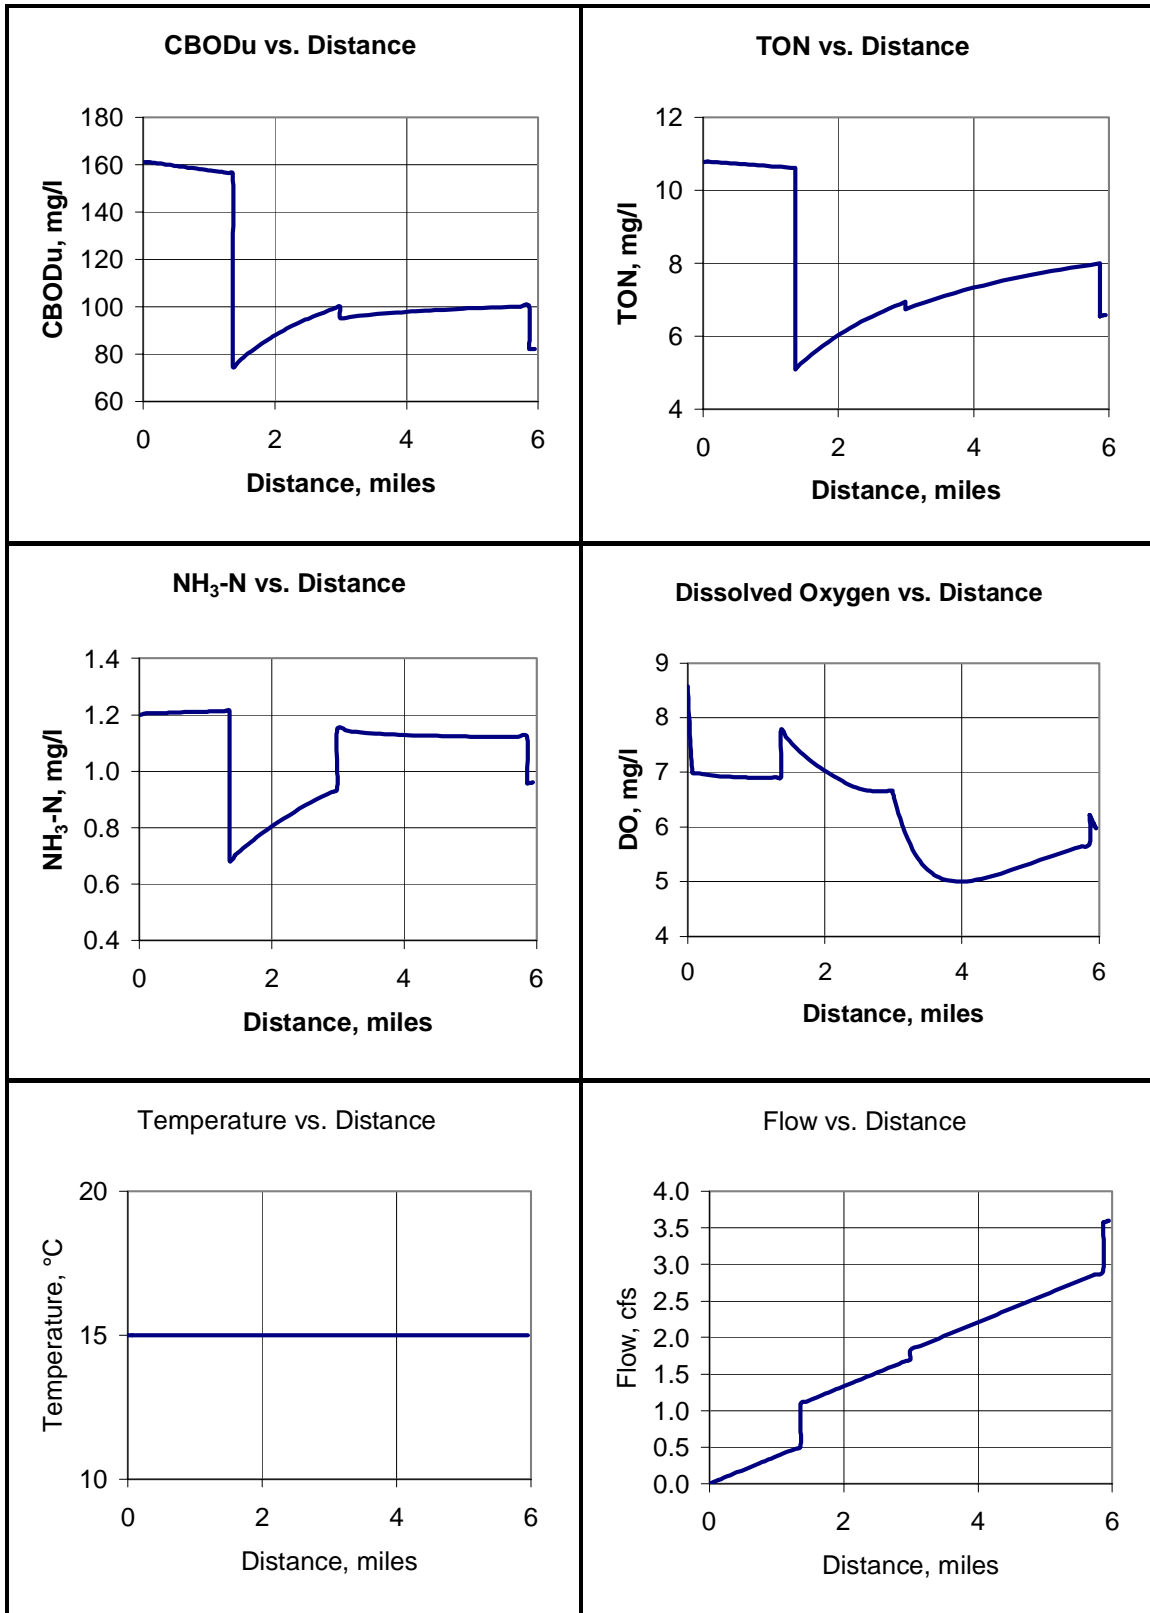 CBODu vs. Distance
180
160
140
120
100
80
60
CBODu, mg/l
0 2 4 6
Distance, miles
TON vs. Distance
12
10
8
6
4
TON, mg/l
0 2 4 6
Distance, miles
NH₃-N vs. Distance
1.4
1.2
1.0
0.8
0.6
0.4
NH₃-N, mg/l
0 2 4 6
Distance, miles
Dissolved Oxygen vs. Distance
9
8
7
6
5
4
DO, mg/l
0 2 4 6
Distance, miles
Temperature vs. Distance
20
15
10
Temperature, °C
0 2 4 6
Distance, miles
Flow vs. Distance
4.0
3.5
3.0
2.5
2.0
1.5
1.0
0.5
0.0
Flow, cfs
0 2 4 6
Distance, miles